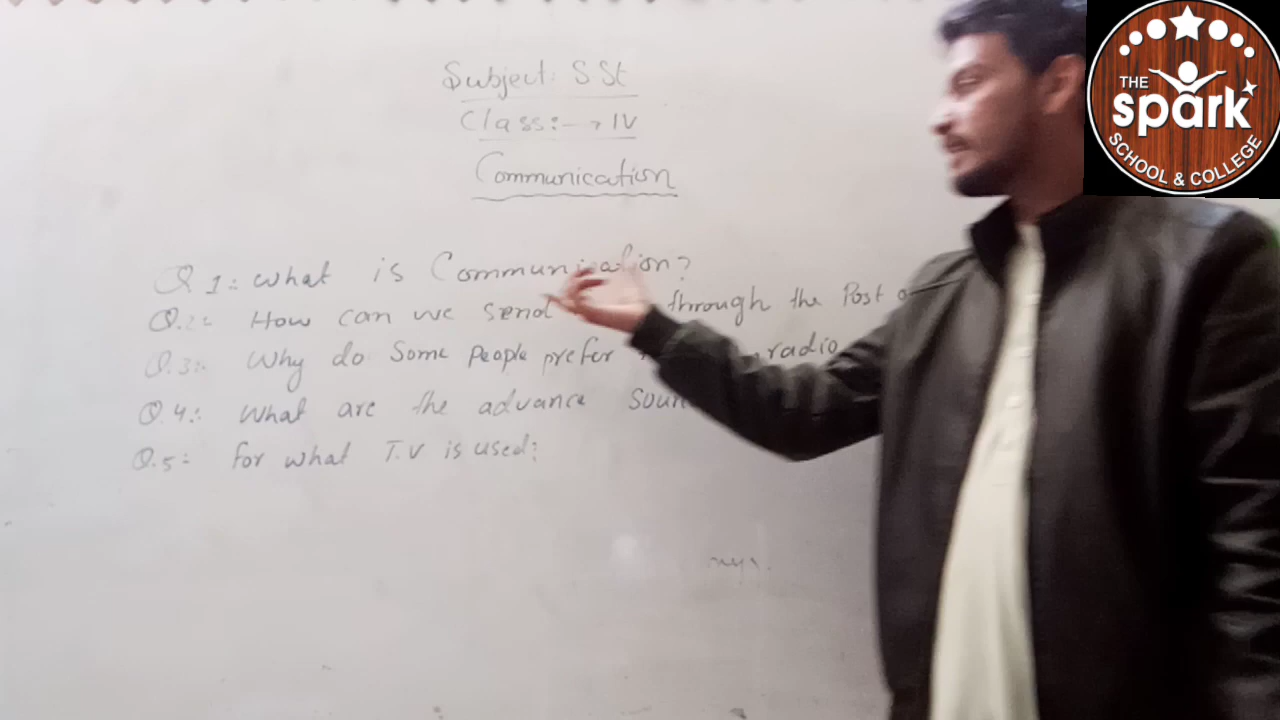 Subject: SSt
Class:-→ IV
Communication
Q.1:. What is Communication?
Q.2:. How can we send through the Post
Q.3:. Why do Some People prefer radio
Q.4:. What are the advance
Q.5:. for what T.V is used:
THE
spark
SCHOOL & COLLEGE